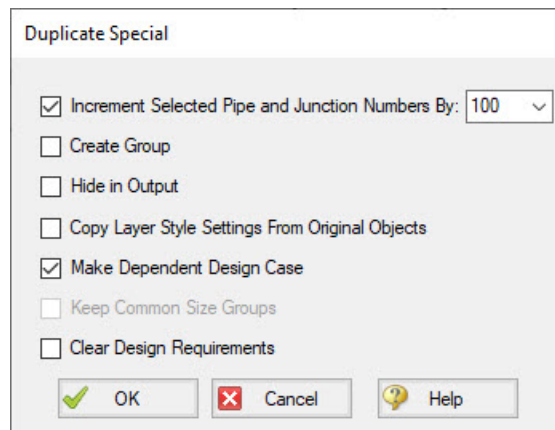 Duplicate Special
Increment Selected Pipe and Junction Numbers By: 100
Create Group
Hide in Output
Copy Layer Style Settings From Original Objects
Make Dependent Design Case
Keep Common Size Groups
Clear Design Requirements
OK Cancel Help